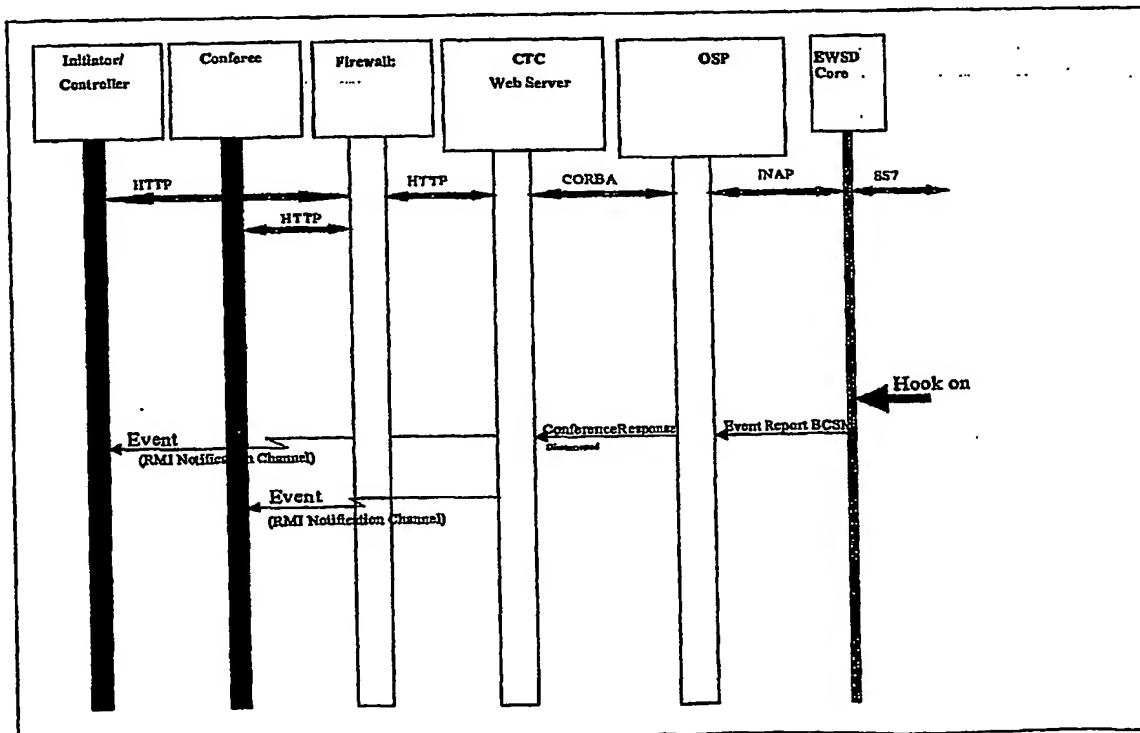 Initiator/
Controller
Conferee
Firewall
CTC
Web Server
OSP
EWSD
Core
HTTP
HTTP
CORBA
INAP
SS7
HTTP
Hook on
Event
(RMI Notification Channel)
ConferenceResponse
Event Report BCSM
Event
(RMI Notification Channel)